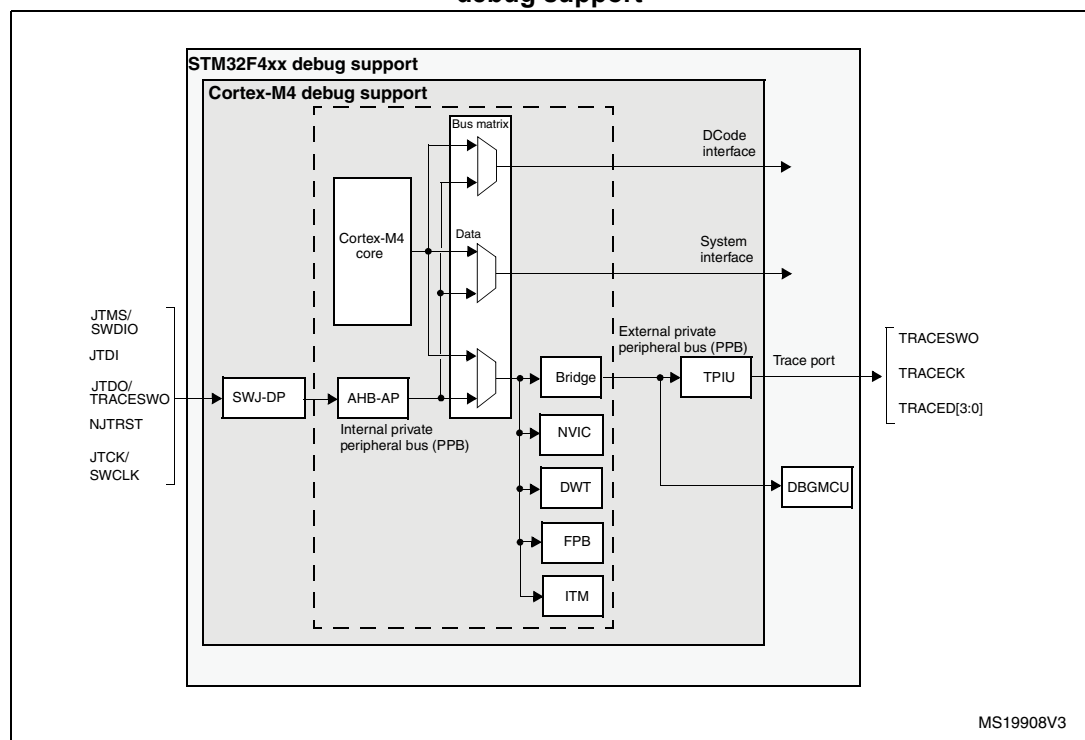 debug support
STM32F4xx debug support
Cortex-M4 debug support
Bus matrix
DCode
interface
Cortex-M4
core
Data
System
interface
JTMS/
SWDIO
JTDI
JTDO/
TRACESWO
NJTRST
JTCK/
SWCLK
SWJ-DP
AHB-AP
Internal private
peripheral bus (PPB)
External private
peripheral bus (PPB)
Bridge
NVIC
DWT
FPB
ITM
TPIU
Trace port
TRACESWO
TRACECK
TRACED[3:0]
DBGMCU
MS19908V3